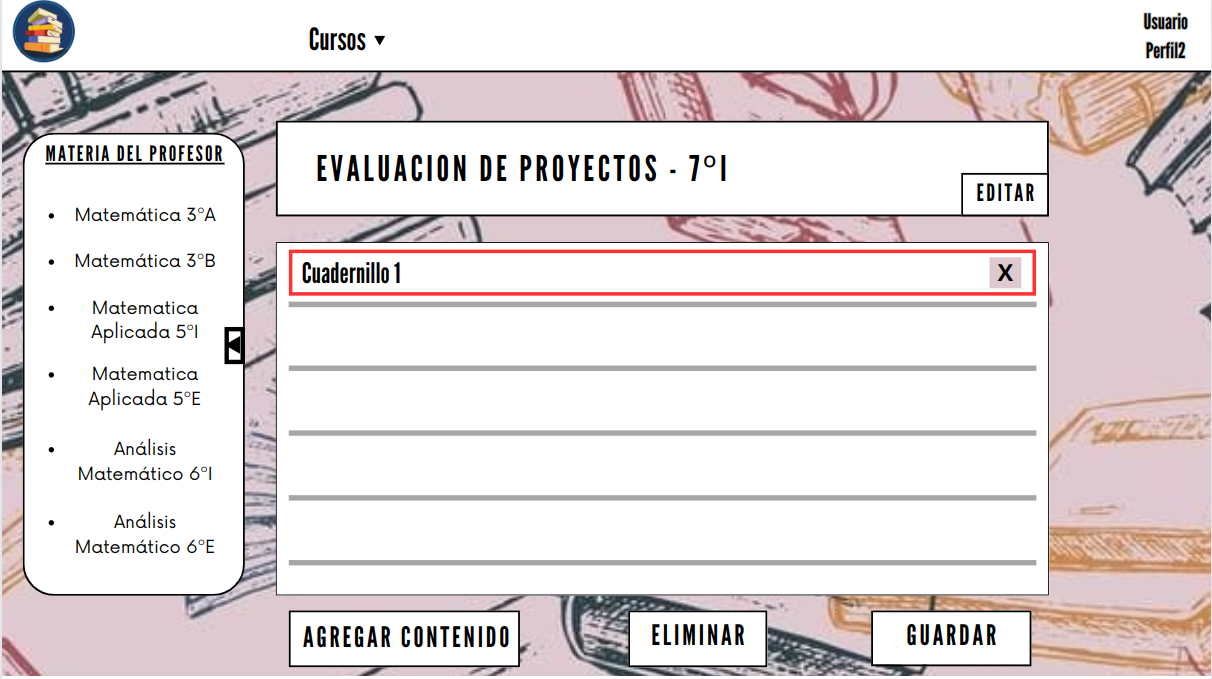 Cursos ▼
Usuario
Perfil2
MATERIA DEL PROFESOR
• Matemática 3°A
• Matemática 3°B
• Matematica
Aplicada 5°I
• Matematica
Aplicada 5°E
• Análisis
Matemático 6°I
• Análisis
Matemático 6°E
EVALUACION DE PROYECTOS - 7°I
EDITAR
Cuadernillo 1
X
AGREGAR CONTENIDO
ELIMINAR
GUARDAR